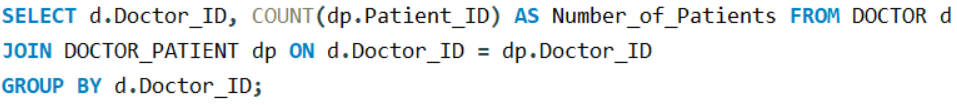 SELECT d.Doctor_ID, COUNT(dp.Patient_ID) AS Number_of_Patients FROM DOCTOR d
JOIN DOCTOR_PATIENT dp ON d.Doctor_ID = dp.Doctor_ID
GROUP BY d.Doctor_ID;